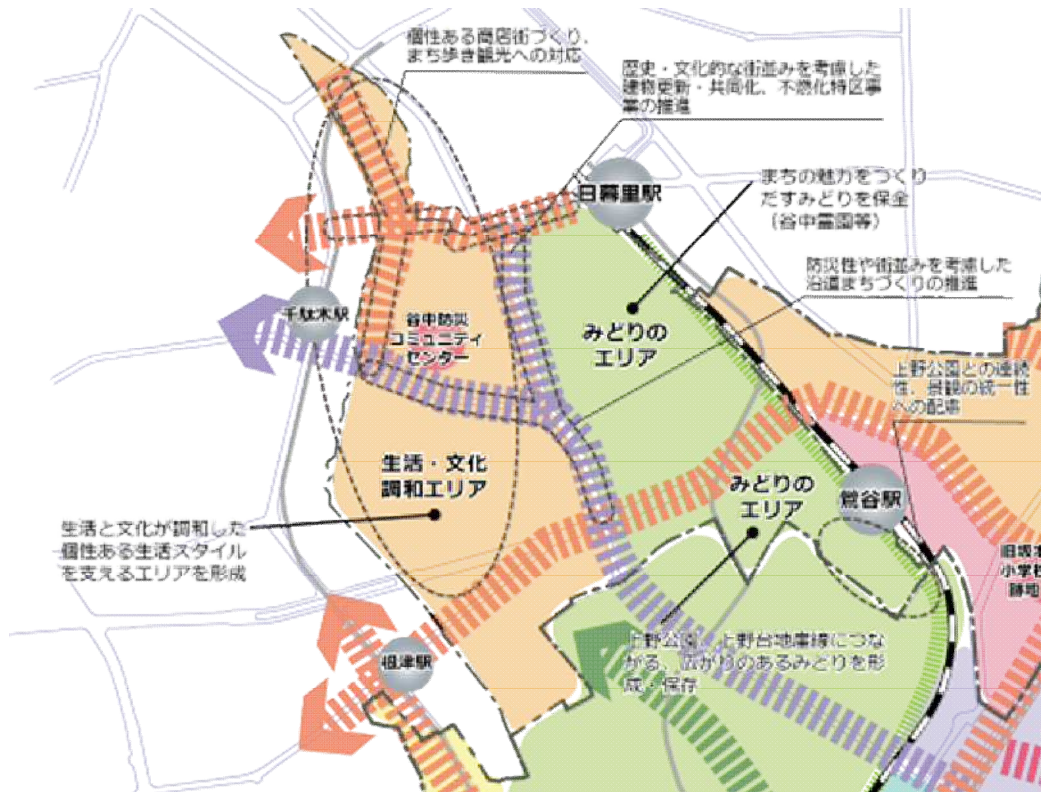 個性ある商店街づくり、
まち歩き観光への対応
歴史・文化的な街並みを考慮した
建物更新・共同化、不燃化特区事
業の推進
日暮里駅
まちの魅力をつくり
だすみどりを保全
（谷中霊園等）
防災性や街並みを考慮した
沿道まちづくりの推進
千駄木駅
谷中防災
コミュニティ
センター
みどりの
エリア
上野公園との連続
性、景観の統一性
への配慮
生活・文化
調和エリア
みどりの
エリア
鶯谷駅
生活と文化が調和した
個性ある生活スタイル
を支えるエリアを形成
旧坂本
小学校
跡地
上野公園、上野台地崖線につな
がる、広がりのあるみどりを形
成・保存
根津駅